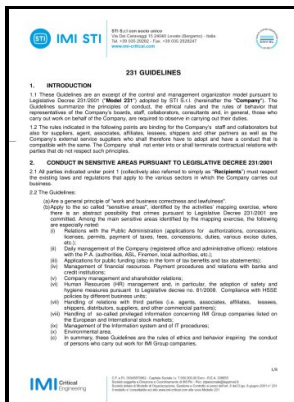 STI
IMI STI
STI S.r.l con socio unico
Via Dei Caravaggi 15 24040 Levate (Bergamo) - Italia
www.imi-critical.com
231 GUIDELINES
1. INTRODUCTION
1.1 These Guidelines are an excerpt of the control and management organization model pursuant to
Legislative Decree 231/2001 ("Model 231") adopted by STI S.r.l. (hereinafter the "Company"). The
Guidelines summarize the principles of conduct, the ethical rules and the rules of behavior that
representatives of the Company's boards, staff, collaborators, consultants and, in general, those who
carry out work on behalf of the Company, are required to observe in carrying out their duties.
1.2 The rules indicated in the following points are binding for the Company's staff and collaborators but
also for suppliers, agents, associates, affiliates, lessees, shippers and other partners as well as the
Company's external service suppliers who shall therefore have to adopt and have a conduct that is
compatible with the same. The Company shall not enter into or shall terminate contractual relations with
parties that do not respect such principles.
2. CONDUCT IN SENSITIVE AREAS PURSUANT TO LEGISLATIVE DECREE 231/2001
2.1 All parties indicated under point 1 (collectively also referred to simply as "Recipients") must respect
the existing laws and regulations that apply to the various sectors in which the Company carries out
business.
2.2 The Guidelines:
(a) Are a general principle of "work and business correctness and lawfulness".
(b) Apply to the so called "sensitive areas", identified by the activities' mapping exercise, where
there is an abstract possibility that crimes pursuant to Legislative Decree 231/2001 are
committed. Among the main sensitive areas identified by the mapping exercise, the following
are especially noted:
(i) Relations with the Public Administration (applications for authorizations, concessions,
licenses, permits, payment of taxes, fees, concessions, duties, various excise duties,
etc.);
(ii) Daily management of the Company (registered office and administrative offices): relations
with the P.A. (authorities, ASL, Firemen, local authorities, etc.);
(iii) Applications for public funding (also in the form of tax benefits and tax abatements);
(iv) Management of financial resources. Payment procedures and relations with banks and
credit institutions;
(v) Company management and shareholder relations;
(vi) Human Resources (HR) management and, in particular, the adoption of safety and
hygiene measures pursuant to Legislative decree no. 81/2008. Compliance with HSSE
policies by different business units;
(vii) Handling of relations with third parties (i.e. agents, associates, affiliates, lessees,
shippers, distributors, suppliers, and other commercial partners);
(viii) Handling of so-called privileged information concerning IMI Group companies listed on
the European and International stock markets;
(ix) Management of the Information system and of IT procedures;
(x) Environmental area.
(c) In summary, these Guidelines are the rules of ethics and behavior inspiring the conduct
of persons who carry out work for IMI Group companies.
IMI Critical
Engineering